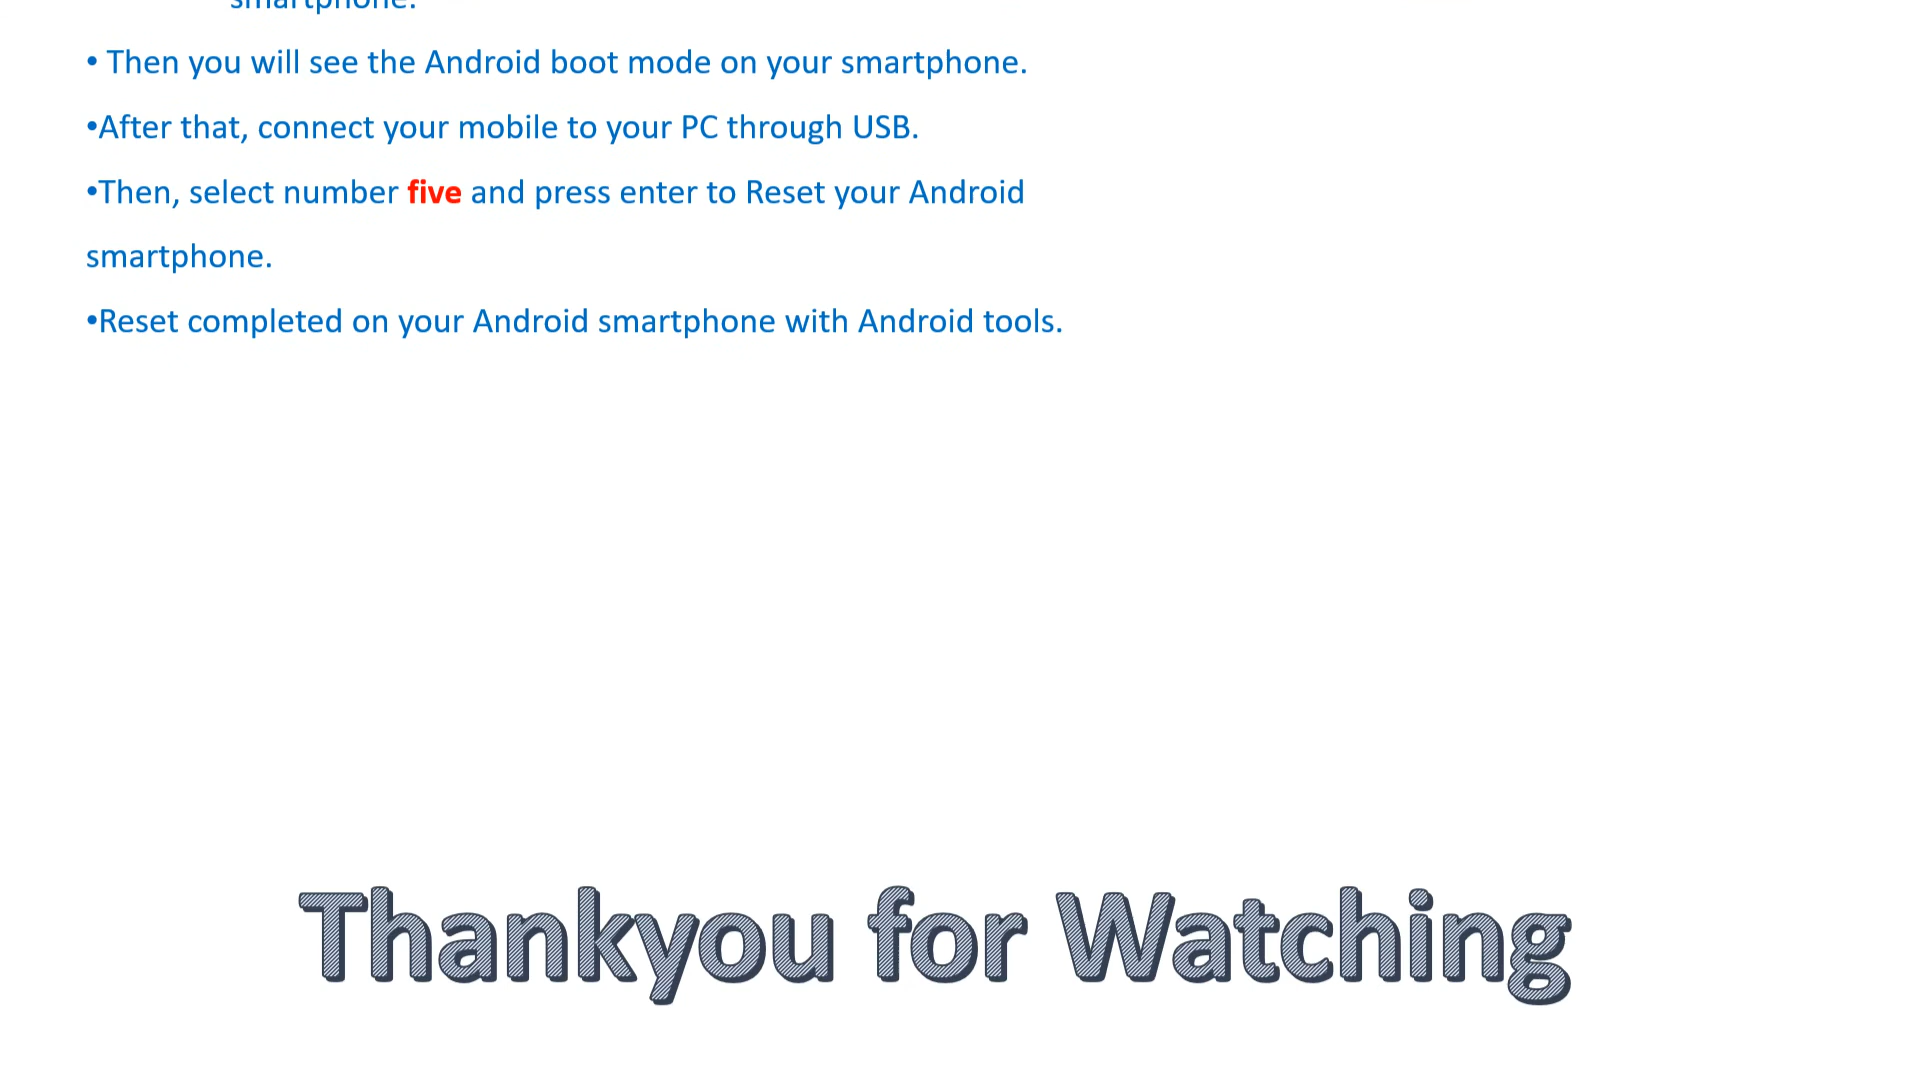 smartphone.
• Then you will see the Android boot mode on your smartphone.
•After that, connect your mobile to your PC through USB.
•Then, select number five and press enter to Reset your Android
smartphone.
•Reset completed on your Android smartphone with Android tools.
Thankyou for Watching